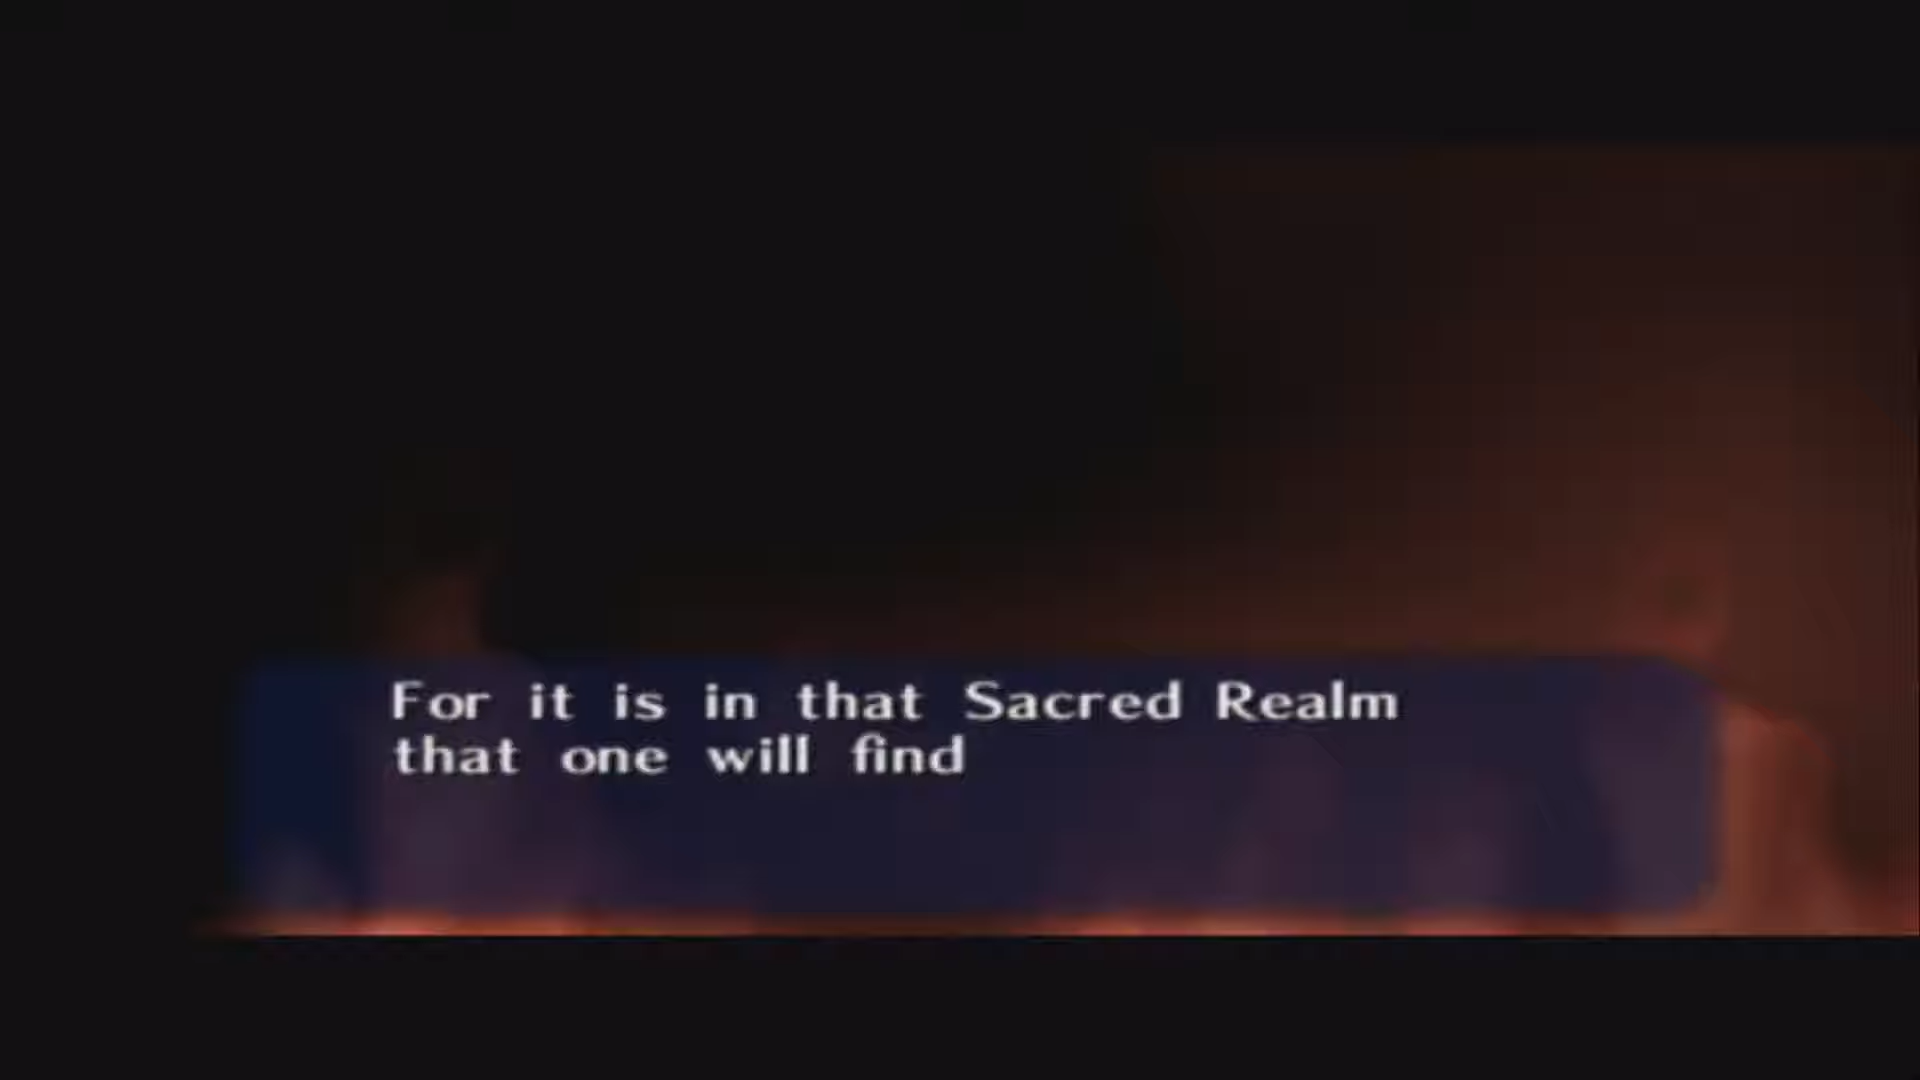 For it is in that Sacred Realm
that one will find